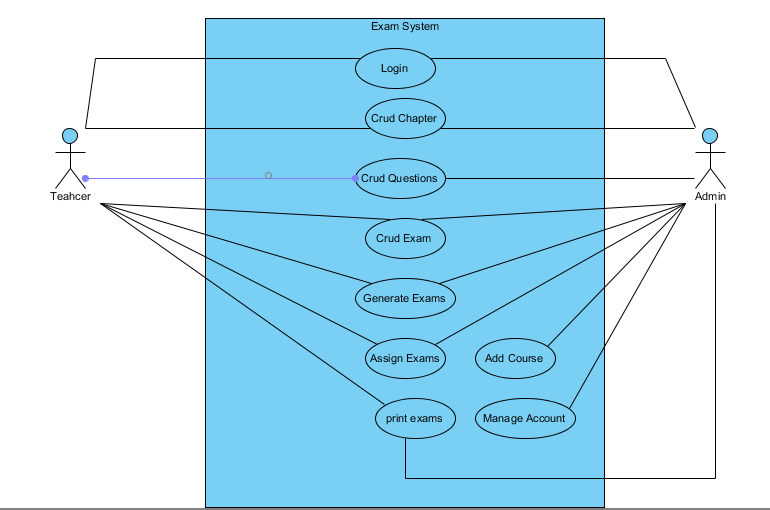 Exam System
Login
Crud Chapter
Crud Questions
Teahcer
Admin
Crud Exam
Generate Exams
Assign Exams
Add Course
print exams
Manage Account